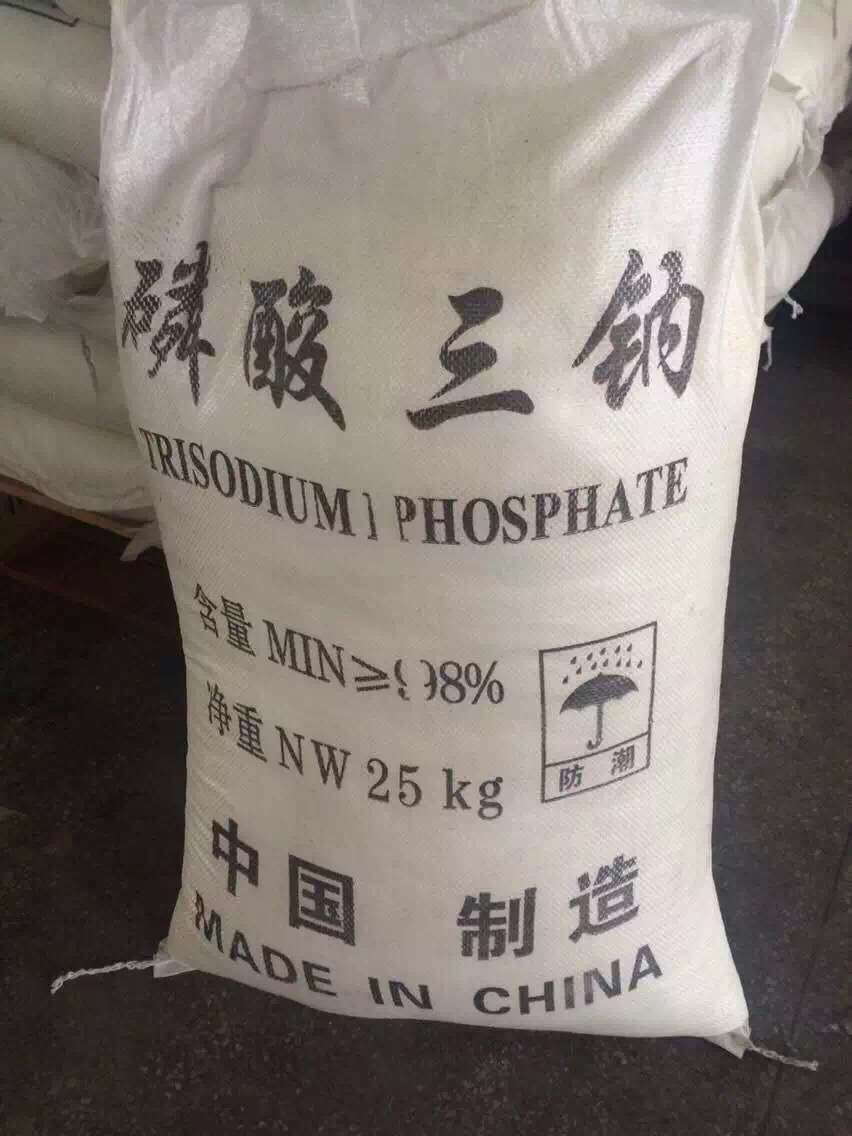 磷酸三钠
TRISODIUM PHOSPHATE
含量 MIN≥98%
净重 NW 25 kg
防潮
中国 制造
MADE IN CHINA